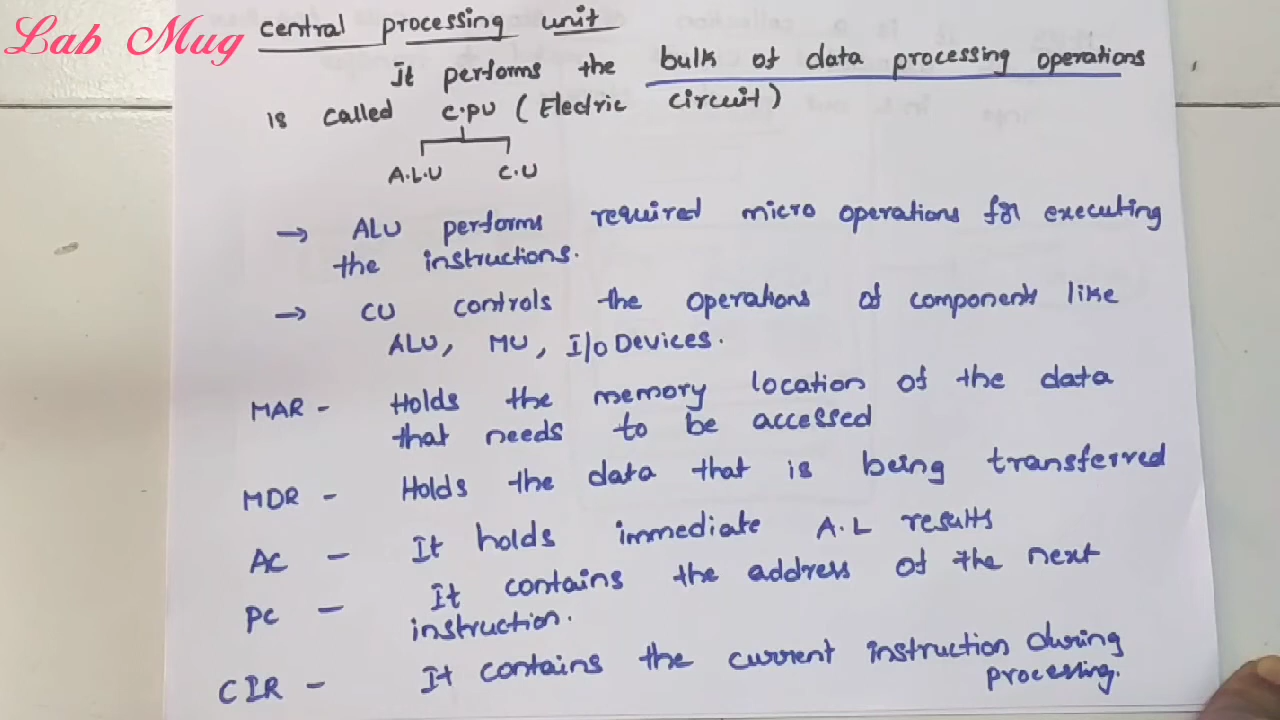 Lab Mug
central processing unit
It performs the bulk of data processing operations
is called C.PU (Electric circuit)
A.L.U C.U
→ ALU performs required micro operations for executing
the instructions.
→ CU controls the operations of components like
ALU, MU, I/O Devices.
MAR - Holds the memory location of the data
that needs to be accessed
MDR - Holds the data that is being transferred
AC - It holds immediate A.L results
PC - It contains the address of the next
instruction.
CIR - It contains the current instruction during
processing.